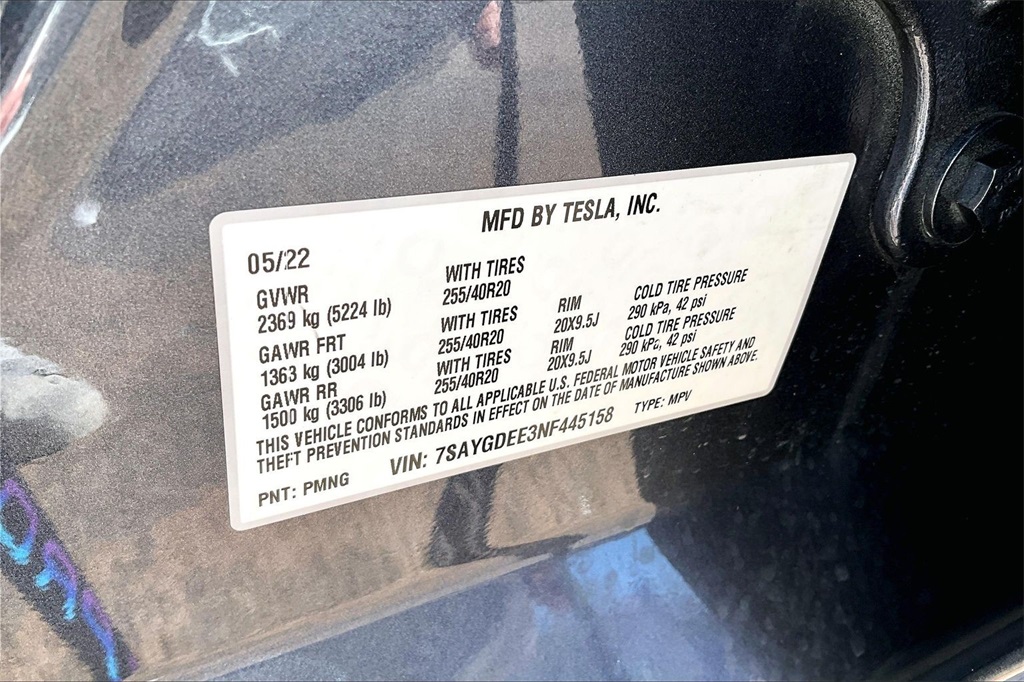 MFD BY TESLA, INC.
05/22
GVWR
2369 kg (5224 lb)
WITH TIRES
255/40R20
GAWR FRT
1363 kg (3004 lb)
WITH TIRES
255/40R20
RIM
20X9.5J
COLD TIRE PRESSURE
290 kPa, 42 psi
GAWR RR
1500 kg (3306 lb)
WITH TIRES
255/40R20
RIM
20X9.5J
COLD TIRE PRESSURE
290 kPa, 42 psi
THIS VEHICLE CONFORMS TO ALL APPLICABLE U.S. FEDERAL MOTOR VEHICLE SAFETY AND
THEFT PREVENTION STANDARDS IN EFFECT ON THE DATE OF MANUFACTURE SHOWN ABOVE.
PNT: PMNG
VIN: 7SAYGDEE3NF445158
TYPE: MPV